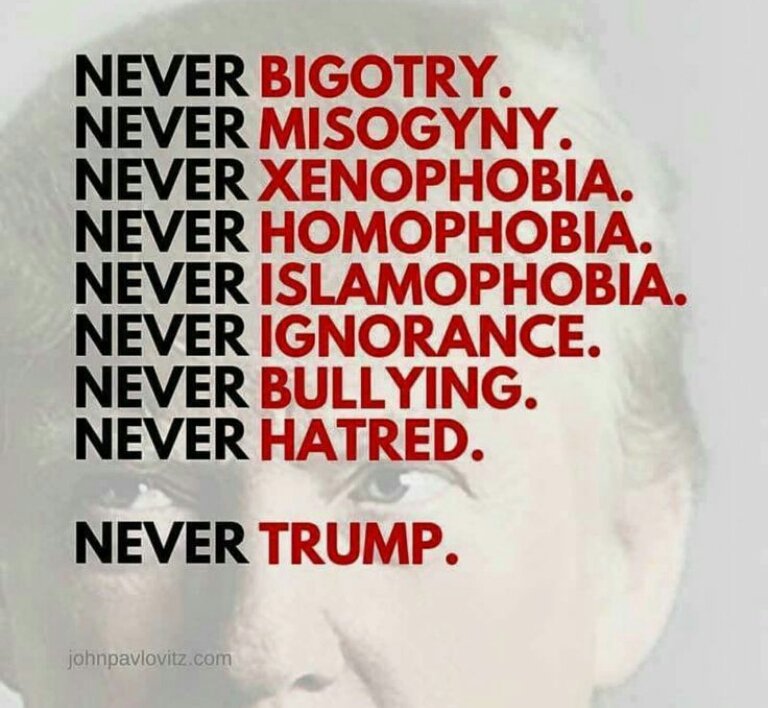 NEVER BIGOTRY.
NEVER MISOGYNY.
NEVER XENOPHOBIA.
NEVER HOMOPHOBIA.
NEVER ISLAMOPHOBIA.
NEVER IGNORANCE.
NEVER BULLYING.
NEVER HATRED.
NEVER TRUMP.
johnpavlovitz.com